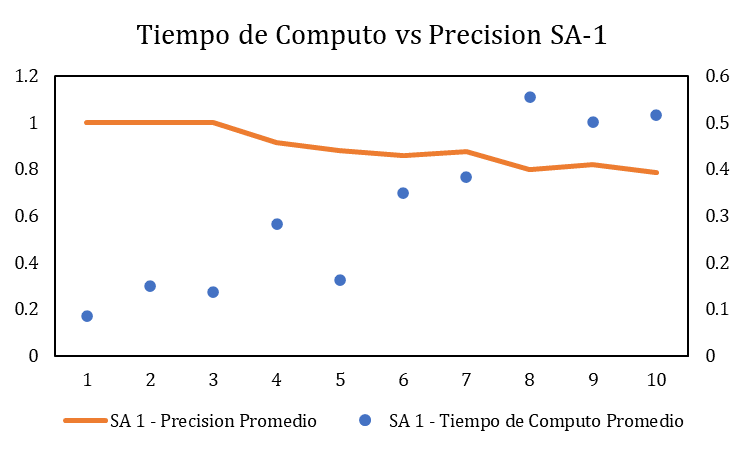 Tiempo de Computo vs Precision SA-1
1.2 0.6
1 0.5
0.8 0.4
0.6 0.3
0.4 0.2
0.2 0.1
0 0
1 2 3 4 5 6 7 8 9 10
SA 1 - Precision Promedio SA 1 - Tiempo de Computo Promedio